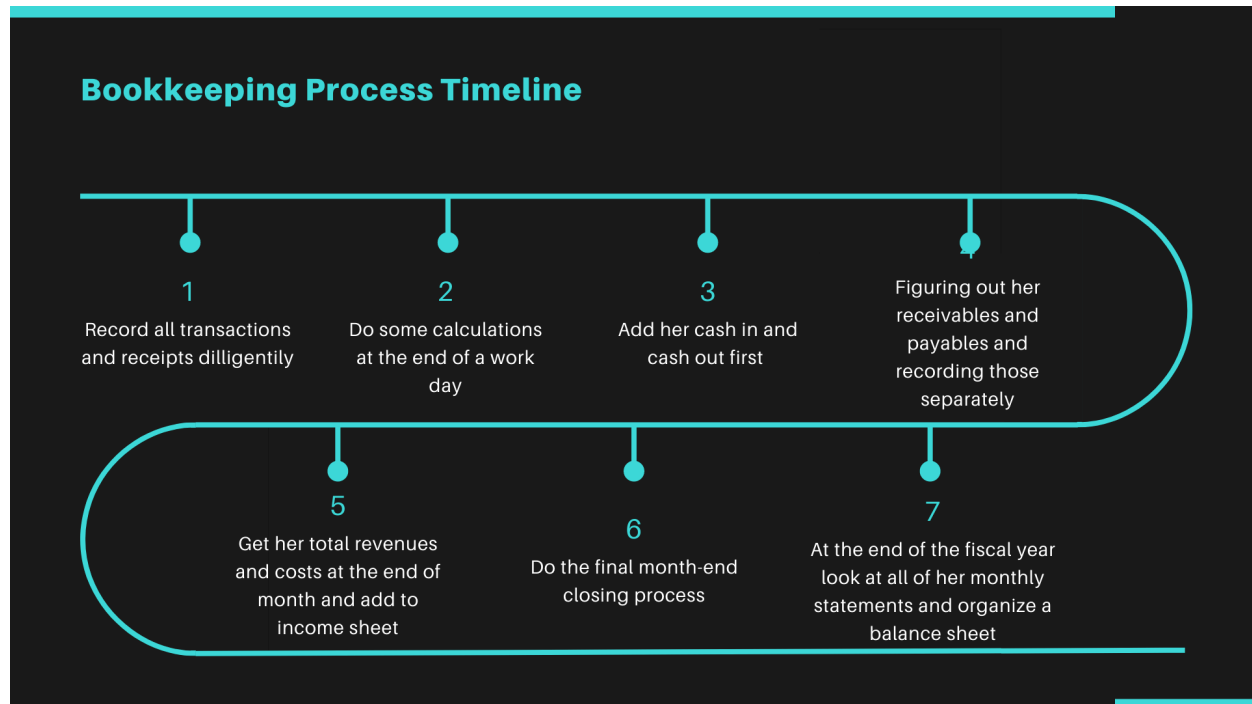 Bookkeeping Process Timeline
1
Record all transactions
and receipts dilligentily
2
Do some calculations
at the end of a work
day
3
Add her cash in and
cash out first
4
Figuring out her
receivables and
payables and
recording those
separately
5
Get her total revenues
and costs at the end of
month and add to
income sheet
6
Do the final month-end
closing process
7
At the end of the fiscal year
look at all of her monthly
statements and organize a
balance sheet